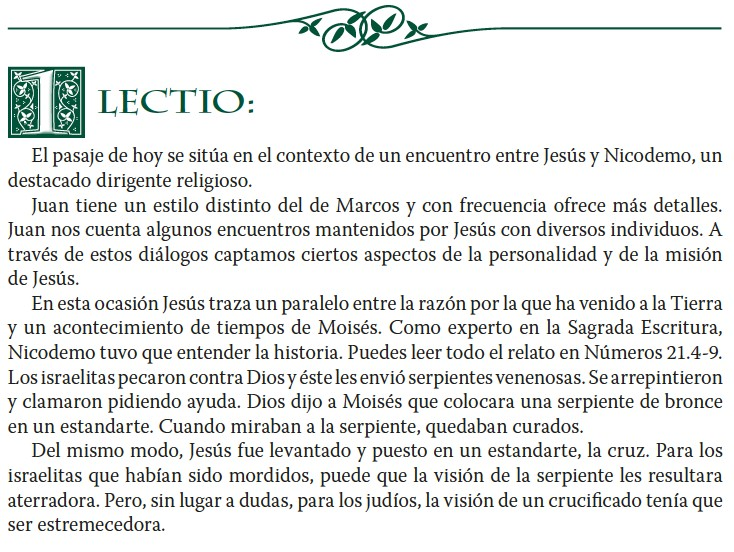 1 LECTIO:
El pasaje de hoy se sitúa en el contexto de un encuentro entre Jesús y Nicodemo, un
destacado dirigente religioso.
Juan tiene un estilo distinto del de Marcos y con frecuencia ofrece más detalles.
Juan nos cuenta algunos encuentros mantenidos por Jesús con diversos individuos. A
través de estos diálogos captamos ciertos aspectos de la personalidad y de la misión
de Jesús.
En esta ocasión Jesús traza un paralelo entre la razón por la que ha venido a la Tierra
y un acontecimiento de tiempos de Moisés. Como experto en la Sagrada Escritura,
Nicodemo tuvo que entender la historia. Puedes leer todo el relato en Números 21.4-9.
Los israelitas pecaron contra Dios y éste les envió serpientes venenosas. Se arrepintieron
y clamaron pidiendo ayuda. Dios dijo a Moisés que colocara una serpiente de bronce
en un estandarte. Cuando miraban a la serpiente, quedaban curados.
Del mismo modo, Jesús fue levantado y puesto en un estandarte, la cruz. Para los
israelitas que habían sido mordidos, puede que la visión de la serpiente les resultara
aterradora. Pero, sin lugar a dudas, para los judíos, la visión de un crucificado tenía que
ser estremecedora.